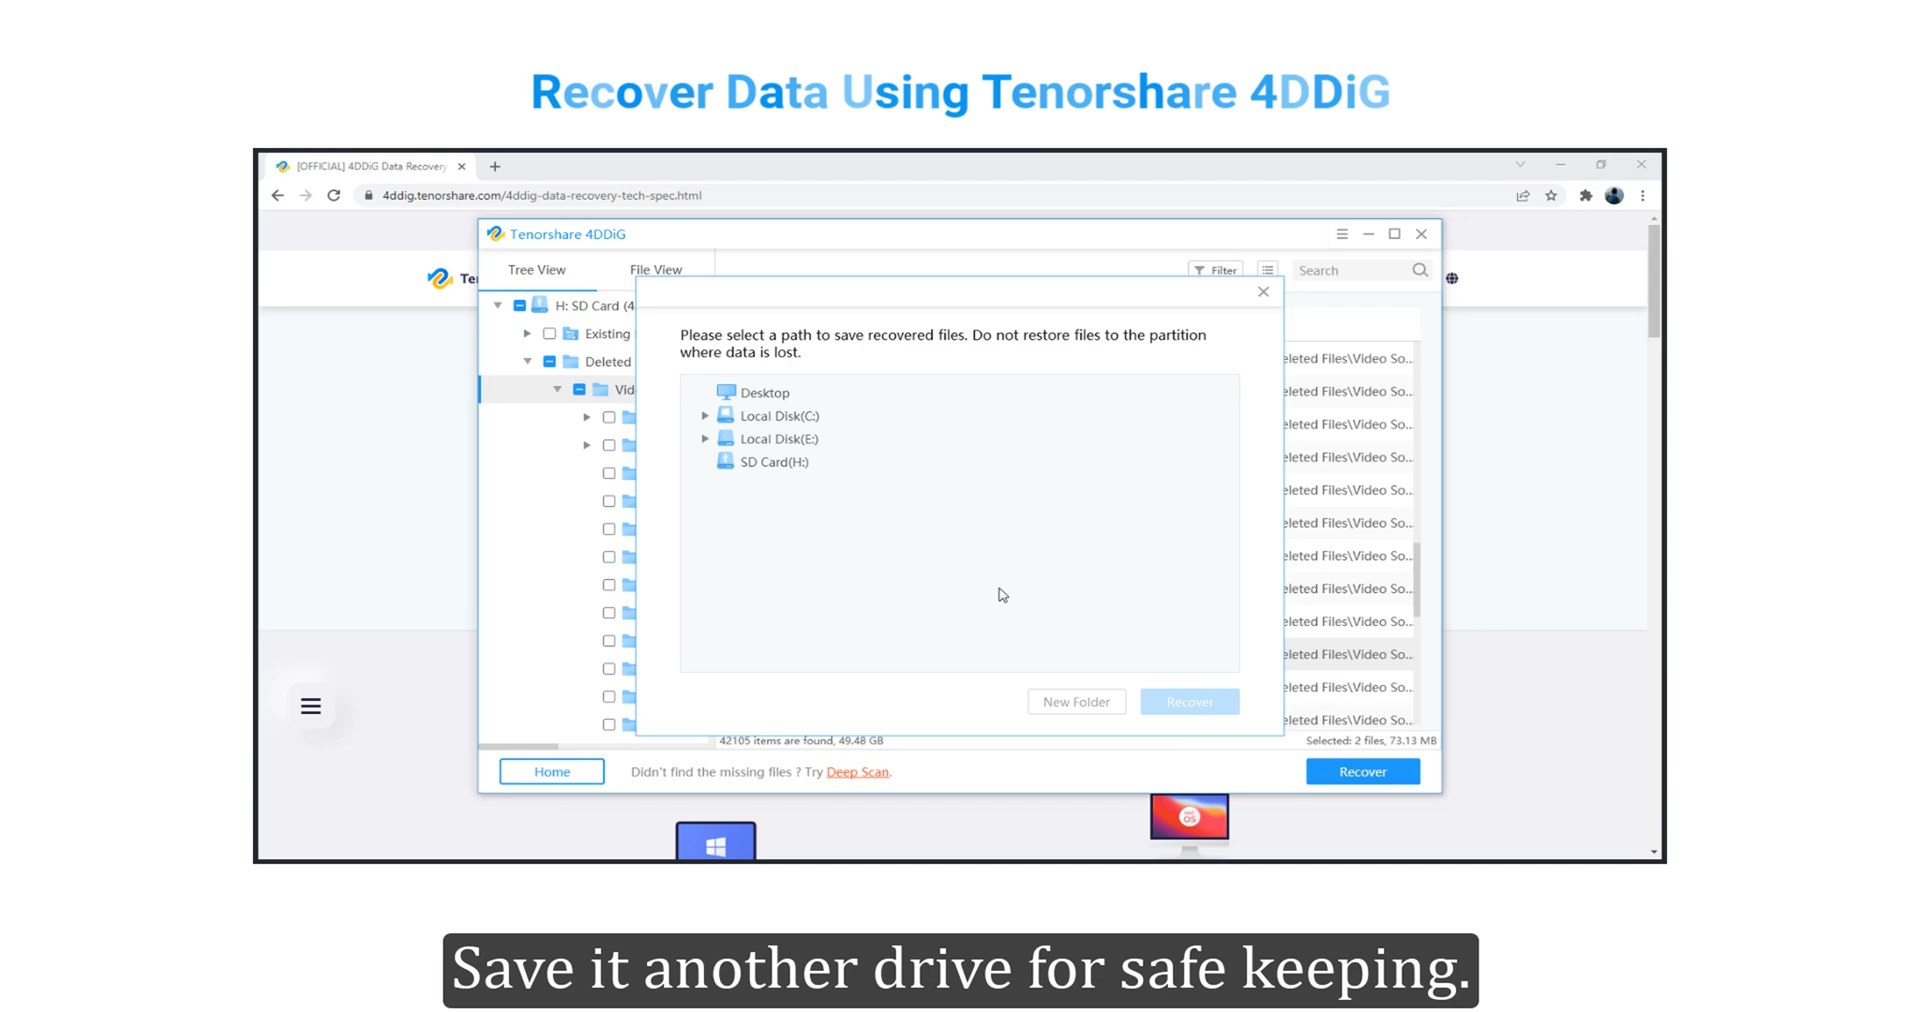 Recover Data Using Tenorshare 4DDiG
[OFFICIAL] 4DDiG Data Recovery
4ddig.tenorshare.com/4ddig-data-recovery-tech-spec.html
Tenorshare 4DDiG
Tree View
File View
Filter
Search
H: SD Card (4
Existing
Deleted
Please select a path to save recovered files. Do not restore files to the partition
where data is lost.
Desktop
Local Disk(C:)
Local Disk(E:)
SD Card(H:)
eleted Files\Video So...
eleted Files\Video So...
eleted Files\Video So...
eleted Files\Video So...
eleted Files\Video So...
eleted Files\Video So...
eleted Files\Video So...
eleted Files\Video So...
eleted Files\Video So...
eleted Files\Video So...
eleted Files\Video So...
eleted Files\Video So...
New Folder
Recover
42105 items are found, 49.48 GB
Selected: 2 files, 73.13 MB
Home
Didn't find the missing files ? Try Deep Scan.
Recover
Save it another drive for safe keeping.